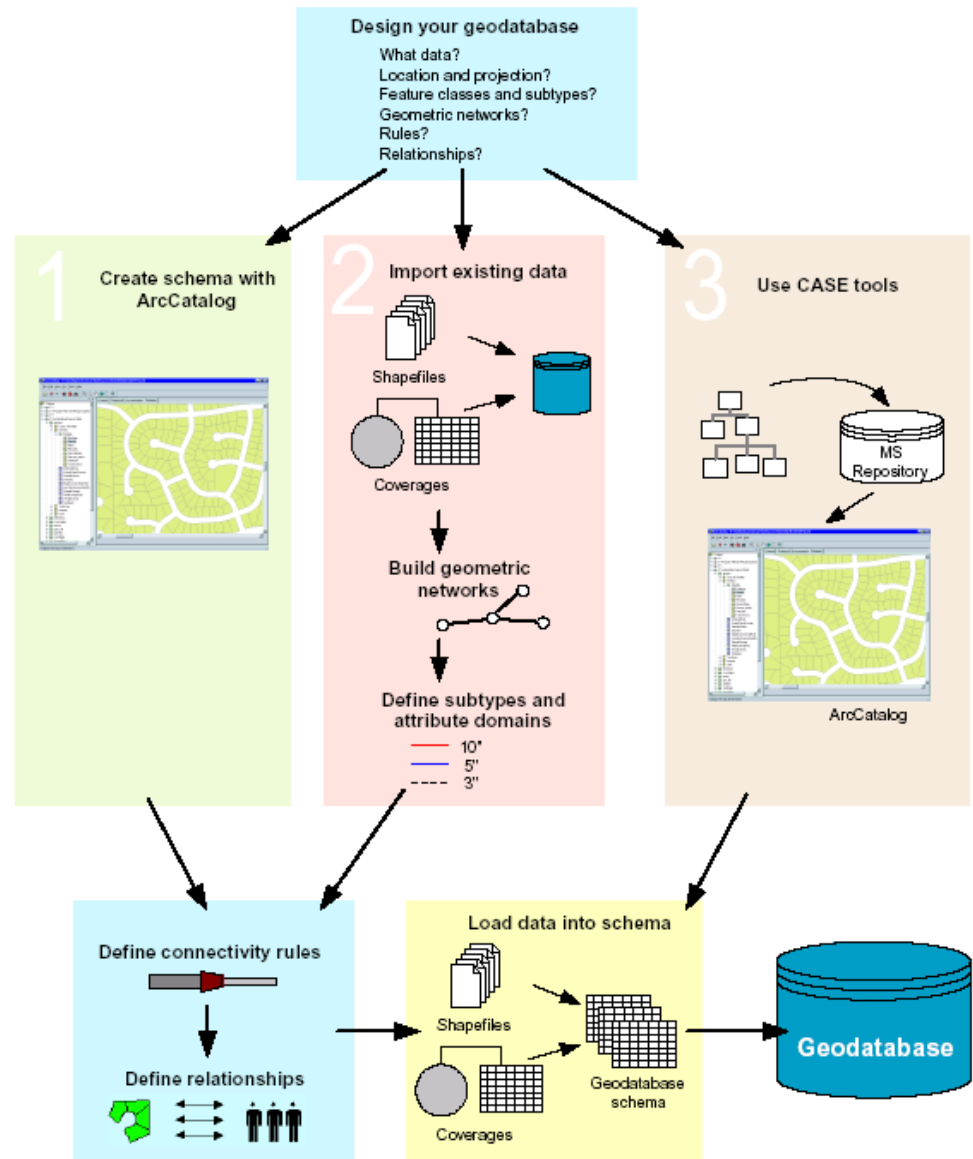 Design your geodatabase
What data?
Location and projection?
Feature classes and subtypes?
Geometric networks?
Rules?
Relationships?
1
Create schema with
ArcCatalog
2
Import existing data
Shapefiles
Coverages
Build geometric
networks
Define subtypes and
attribute domains
10"
5"
3"
3
Use CASE tools
MS
Repository
ArcCatalog
Define connectivity rules
Define relationships
Load data into schema
Shapefiles
Coverages
Geodatabase
schema
Geodatabase